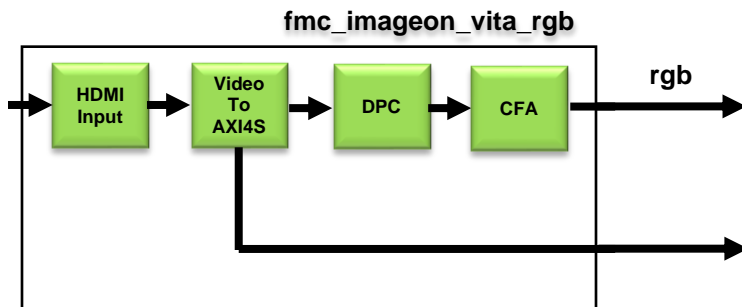 fmc_imageon_vita_rgb
HDMI
Input
Video
To
AXI4S
DPC
CFA
rgb